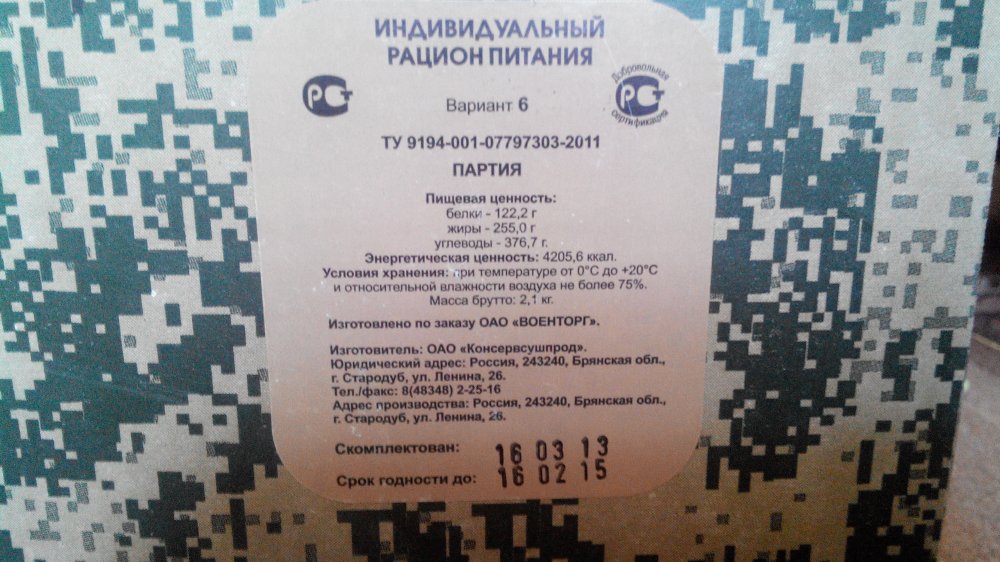 ИНДИВИДУАЛЬНЫЙ
РАЦИОН ПИТАНИЯ
РСТ
Добровольная
РСТ
сертификация
Вариант 6
ТУ 9194-001-07797303-2011
ПАРТИЯ
Пищевая ценность:
белки - 122,2 г
жиры - 255,0 г
углеводы - 376,7 г.
Энергетическая ценность: 4205,6 ккал.
Условия хранения: при температуре от 0°С до +20°С
и относительной влажности воздуха не более 75%.
Масса брутто: 2,1 кг.
Изготовлено по заказу ОАО «ВОЕНТОРГ».
Изготовитель: ОАО «Консервсушпрод».
Юридический адрес: Россия, 243240, Брянская обл.,
г. Стародуб, ул. Ленина, 26.
Тел./факс: 8(48348) 2-25-16
Адрес производства: Россия, 243240, Брянская обл.,
г. Стародуб, ул. Ленина, 26.
Скомплектован: 16 03 13
Срок годности до: 16 02 15